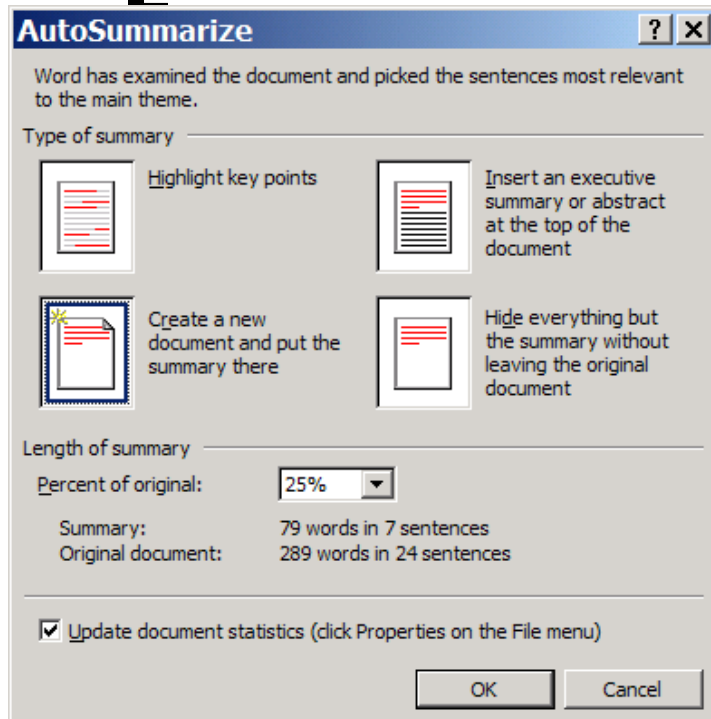 AutoSummarize
Word has examined the document and picked the sentences most relevant
to the main theme.
Type of summary
Highlight key points
Insert an executive
summary or abstract
at the top of the
document
Create a new
document and put the
summary there
Hide everything but
the summary without
leaving the original
document
Length of summary
Percent of original: 25%
Summary: 79 words in 7 sentences
Original document: 289 words in 24 sentences
Update document statistics (click Properties on the File menu)
OK Cancel